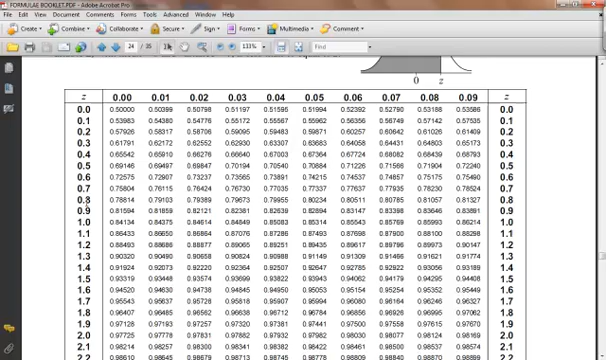 FORMULAE BOOKLET.PDF - Adobe Acrobat Pro
File Edit View Window Document Comments Forms Tools Advanced Window Help
Create Combine Collaborate Secure Sign Forms Multimedia Comment
24 / 35 133% Find
0 z
z 0.00 0.01 0.02 0.03 0.04 0.05 0.06 0.07 0.08 0.09 z
0.0 0.50000 0.50399 0.50798 0.51197 0.51595 0.51994 0.52392 0.52790 0.53188 0.53586 0.0
0.1 0.53983 0.54380 0.54776 0.55172 0.55567 0.55962 0.56356 0.56749 0.57142 0.57535 0.1
0.2 0.57926 0.58317 0.58706 0.59095 0.59483 0.59871 0.60257 0.60642 0.61026 0.61409 0.2
0.3 0.61791 0.62172 0.62552 0.62930 0.63307 0.63683 0.64058 0.64431 0.64803 0.65173 0.3
0.4 0.65542 0.65910 0.66276 0.66640 0.67003 0.67364 0.67724 0.68082 0.68439 0.68793 0.4
0.5 0.69146 0.69497 0.69847 0.70194 0.70540 0.70884 0.71226 0.71566 0.71904 0.72240 0.5
0.6 0.72575 0.72907 0.73237 0.73565 0.73891 0.74215 0.74537 0.74857 0.75175 0.75490 0.6
0.7 0.75804 0.76115 0.76424 0.76730 0.77035 0.77337 0.77637 0.77935 0.78230 0.78524 0.7
0.8 0.78814 0.79103 0.79389 0.79673 0.79955 0.80234 0.80511 0.80785 0.81057 0.81327 0.8
0.9 0.81594 0.81859 0.82121 0.82381 0.82639 0.82894 0.83147 0.83398 0.83646 0.83891 0.9
1.0 0.84134 0.84375 0.84614 0.84849 0.85083 0.85314 0.85543 0.85769 0.85993 0.86214 1.0
1.1 0.86433 0.86650 0.86864 0.87076 0.87286 0.87493 0.87698 0.87900 0.88100 0.88298 1.1
1.2 0.88493 0.88686 0.88877 0.89065 0.89251 0.89435 0.89617 0.89796 0.89973 0.90147 1.2
1.3 0.90320 0.90490 0.90658 0.90824 0.90988 0.91149 0.91309 0.91466 0.91621 0.91774 1.3
1.4 0.91924 0.92073 0.92220 0.92364 0.92507 0.92647 0.92785 0.92922 0.93056 0.93189 1.4
1.5 0.93319 0.93448 0.93574 0.93699 0.93822 0.93943 0.94062 0.94179 0.94295 0.94408 1.5
1.6 0.94520 0.94630 0.94738 0.94845 0.94950 0.95053 0.95154 0.95254 0.95352 0.95449 1.6
1.7 0.95543 0.95637 0.95728 0.95818 0.95907 0.95994 0.96080 0.96164 0.96246 0.96327 1.7
1.8 0.96407 0.96485 0.96562 0.96638 0.96712 0.96784 0.96856 0.96926 0.96995 0.97062 1.8
1.9 0.97128 0.97193 0.97257 0.97320 0.97381 0.97441 0.97500 0.97558 0.97615 0.97670 1.9
2.0 0.97725 0.97778 0.97831 0.97882 0.97932 0.97982 0.98030 0.98077 0.98124 0.98169 2.0
2.1 0.98214 0.98257 0.98300 0.98341 0.98382 0.98422 0.98461 0.98500 0.98537 0.98574 2.1
2.2 0.98610 0.98645 0.98679 0.98713 0.98745 0.98778 0.98809 0.98840 0.98870 0.98899 2.2